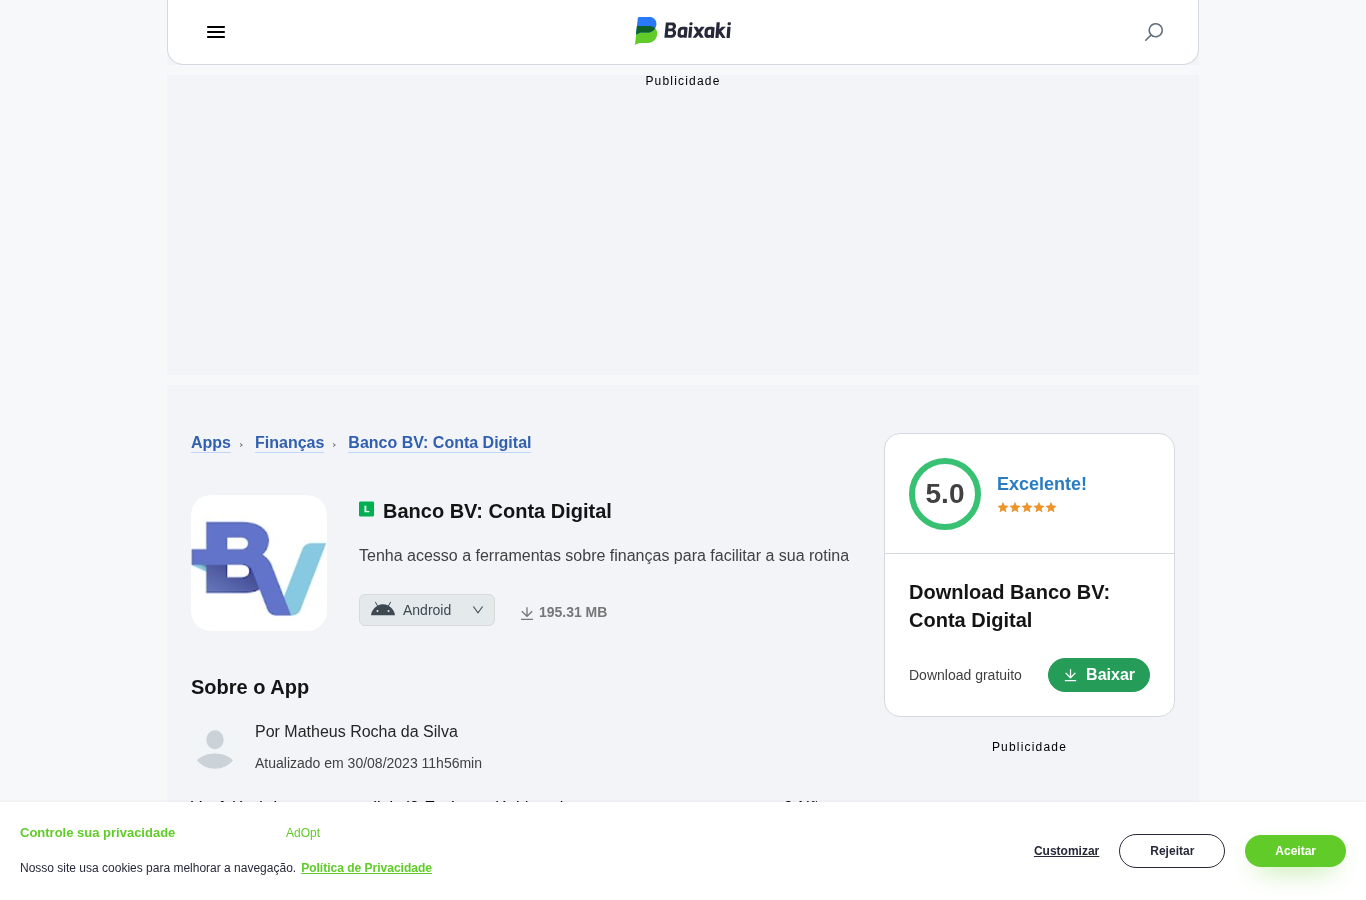 Baixaki
Publicidade
Apps › Finanças › Banco BV: Conta Digital
BV
L Banco BV: Conta Digital
Tenha acesso a ferramentas sobre finanças para facilitar a sua rotina
Android
195.31 MB
5.0
Excelente!
Download Banco BV:
Conta Digital
Download gratuito
Baixar
Publicidade
Sobre o App
Por Matheus Rocha da Silva
Atualizado em 30/08/2023 11h56min
Controle sua privacidade
AdOpt
Nosso site usa cookies para melhorar a navegação. Política de Privacidade
Customizar
Rejeitar
Aceitar